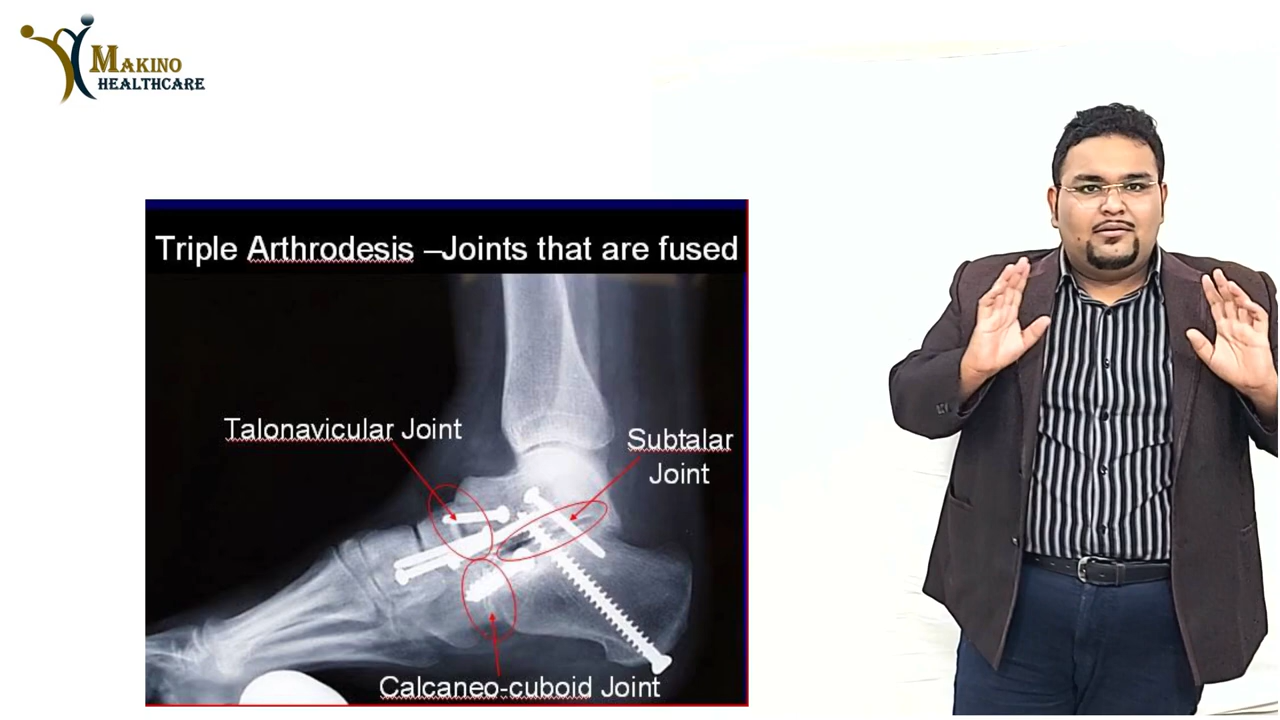 MAKINO
HEALTHCARE
Triple Arthrodesis –Joints that are fused
Talonavicular Joint
Subtalar
Joint
Calcaneo-cuboid Joint